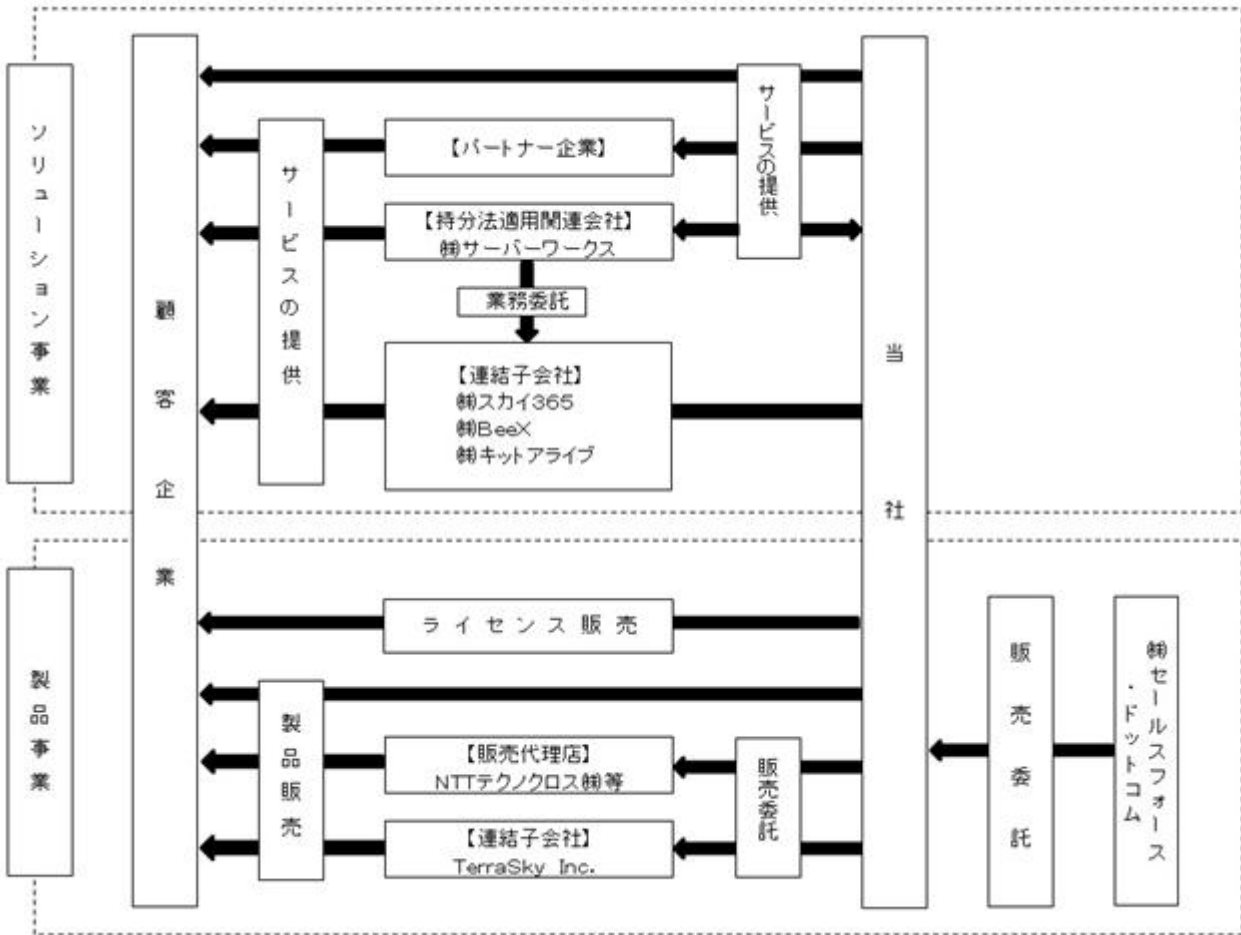 ソリューション事業
顧客企業
サービスの提供
【パートナー企業】
【持分法適用関連会社】
㈱サーバーワークス
業務委託
【連結子会社】
㈱スカイ365
㈱BeeX
㈱キットアライブ
サービスの提供
当社
製品事業
ライセンス販売
製品販売
【販売代理店】
NTTテクノクロス㈱等
【連結子会社】
TerraSky Inc.
販売委託
販売委託
㈱セールスフォース
・ドットコム